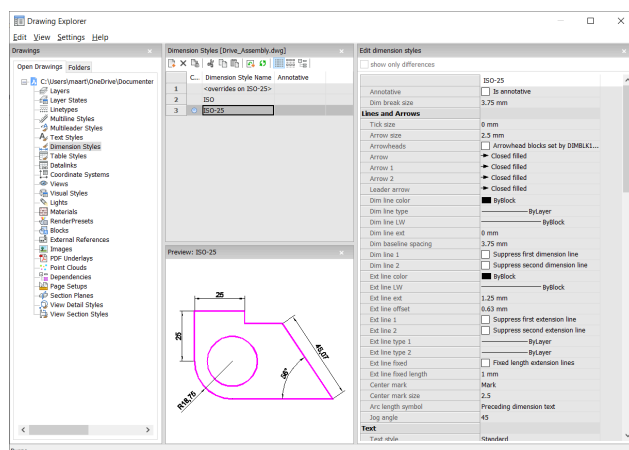 Drawing Explorer
Edit View Settings Help
Drawings
Open Drawings Folders
C:\Users\maart\OneDrive\Documenter
Layers
Layer States
Linetypes
Multiline Styles
Multileader Styles
Text Styles
Dimension Styles
Table Styles
Datalinks
Coordinate Systems
Views
Visual Styles
Lights
Materials
RenderPresets
Blocks
External References
Images
PDF Underlays
Point Clouds
Dependencies
Page Setups
Section Planes
View Detail Styles
View Section Styles
Dimension Styles [Drive_Assembly.dwg]
C... Dimension Style Name Annotative
1 <overrides on ISO-25>
2 ISO
3 ISO-25
Preview: ISO-25
25
25
45,07
56°
R18,75
Edit dimension styles
show only differences
ISO-25
Annotative Is annotative
Dim break size 3.75 mm
Lines and Arrows
Tick size 0 mm
Arrow size 2.5 mm
Arrowheads Arrowhead blocks set by DIMBLK1...
Arrow Closed filled
Arrow 1 Closed filled
Arrow 2 Closed filled
Leader arrow Closed filled
Dim line color ByBlock
Dim line type ByLayer
Dim line LW ByBlock
Dim line ext 0 mm
Dim baseline spacing 3.75 mm
Dim line 1 Suppress first dimension line
Dim line 2 Suppress second dimension line
Ext line color ByBlock
Ext line LW ByBlock
Ext line ext 1.25 mm
Ext line offset 0.63 mm
Ext line 1 Suppress first extension line
Ext line 2 Suppress second extension line
Ext line type 1 ByLayer
Ext line type 2 ByLayer
Ext line fixed Fixed length extension lines
Ext line fixed length 1 mm
Center mark Mark
Center mark size 2.5
Arc length symbol Preceding dimension text
Jog angle 45
Text
Text style Standard